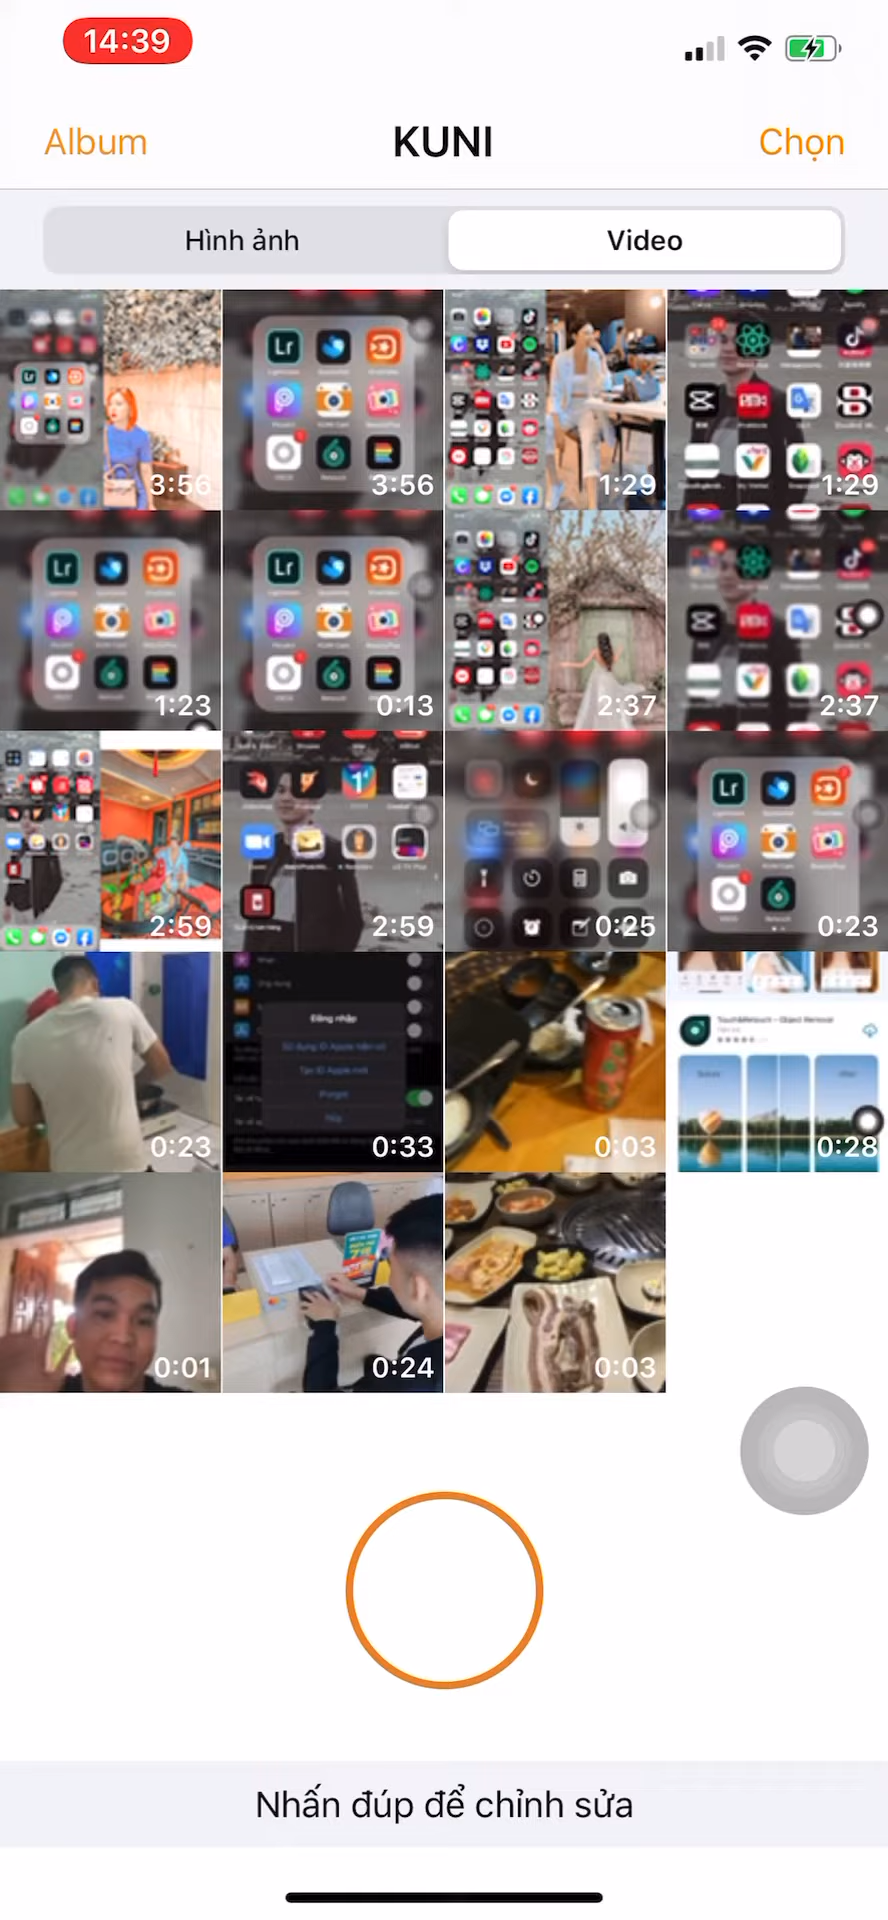 14:39
Album KUNI Chọn
Hình ảnh Video
3:56 3:56 1:29 1:29
1:23 0:13 2:37 2:37
2:59 2:59 0:25 0:23
Đăng nhập
0:23 0:33 0:03 0:28
0:01 0:24 0:03
Nhấn đúp để chỉnh sửa